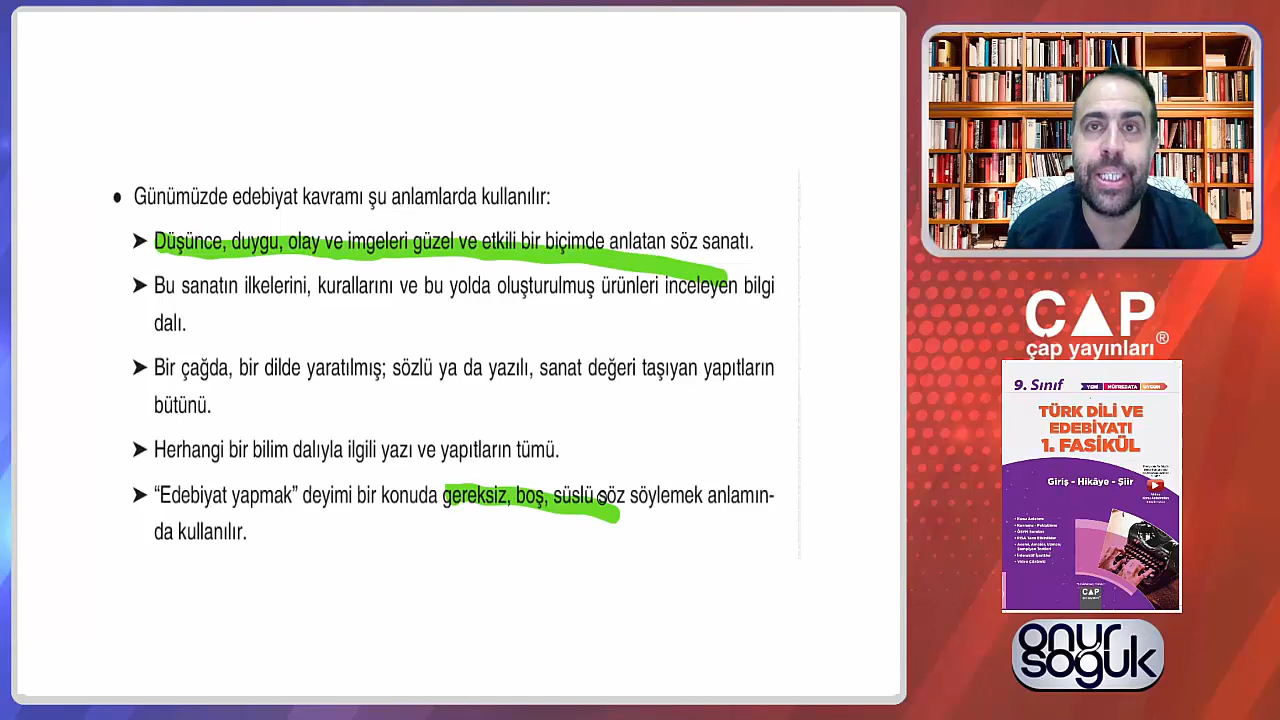 • Günümüzde edebiyat kavramı şu anlamlarda kullanılır:
➤ Düşünce, duygu, olay ve imgeleri güzel ve etkili bir biçimde anlatan söz sanatı.
➤ Bu sanatın ilkelerini, kurallarını ve bu yolda oluşturulmuş ürünleri inceleyen bilgi
dalı.
➤ Bir çağda, bir dilde yaratılmış; sözlü ya da yazılı, sanat değeri taşıyan yapıtların
bütünü.
➤ Herhangi bir bilim dalıyla ilgili yazı ve yapıtların tümü.
➤ “Edebiyat yapmak” deyimi bir konuda gereksiz, boş, süslü söz söylemek anlamın-
da kullanılır.
ÇAP®
çap yayınları
9. Sınıf
YENİ MÜFREDATA UYGUN
TÜRK DİLİ VE
EDEBİYATI
1. FASİKÜL
Giriş - Hikâye - Şiir
ÇAP
onur
soğuk